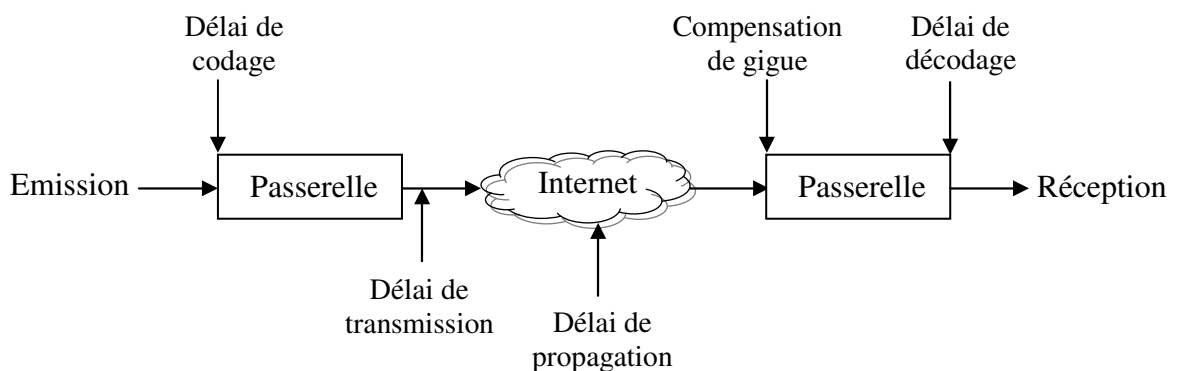 Délai de
codage
Compensation
de gigue
Délai de
décodage
Emission
Passerelle
Internet
Passerelle
Réception
Délai de
transmission
Délai de
propagation